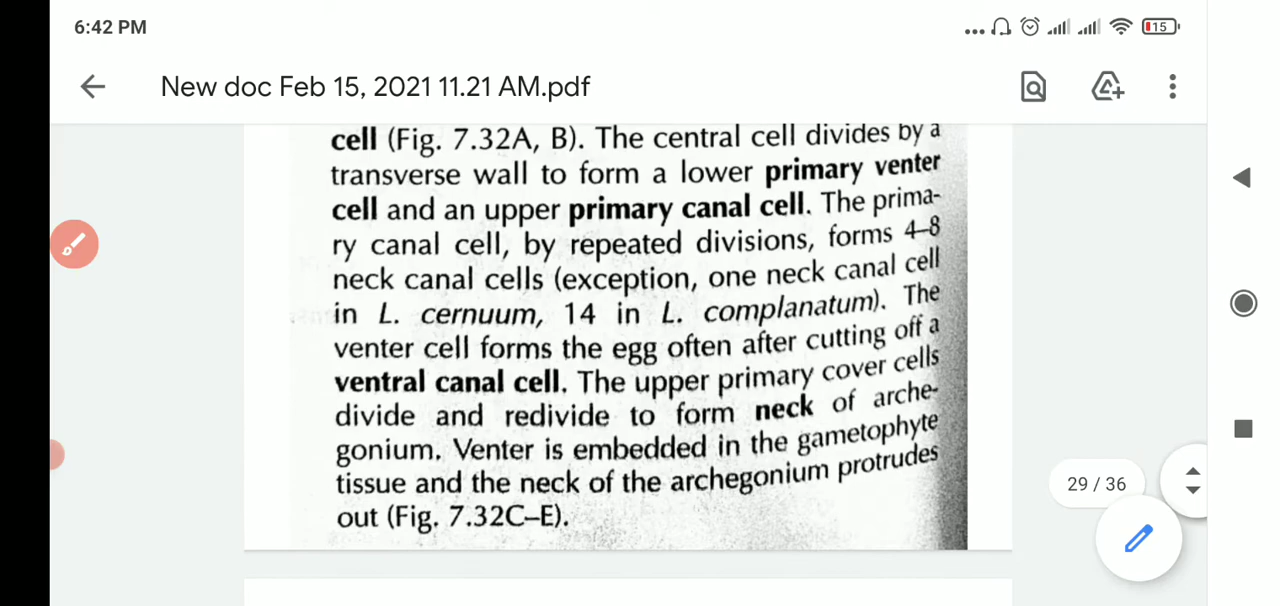 6:42 PM
15
New doc Feb 15, 2021 11.21 AM.pdf
cell (Fig. 7.32A, B). The central cell divides by a
transverse wall to form a lower primary venter
cell and an upper primary canal cell. The prima-
ry canal cell, by repeated divisions, forms 4–8
neck canal cells (exception, one neck canal cell
in L. cernuum, 14 in L. complanatum). The
venter cell forms the egg often after cutting off a
ventral canal cell. The upper primary cover cells
divide and redivide to form neck of arche-
gonium. Venter is embedded in the gametophyte
tissue and the neck of the archegonium protrudes
out (Fig. 7.32C–E).
29 / 36